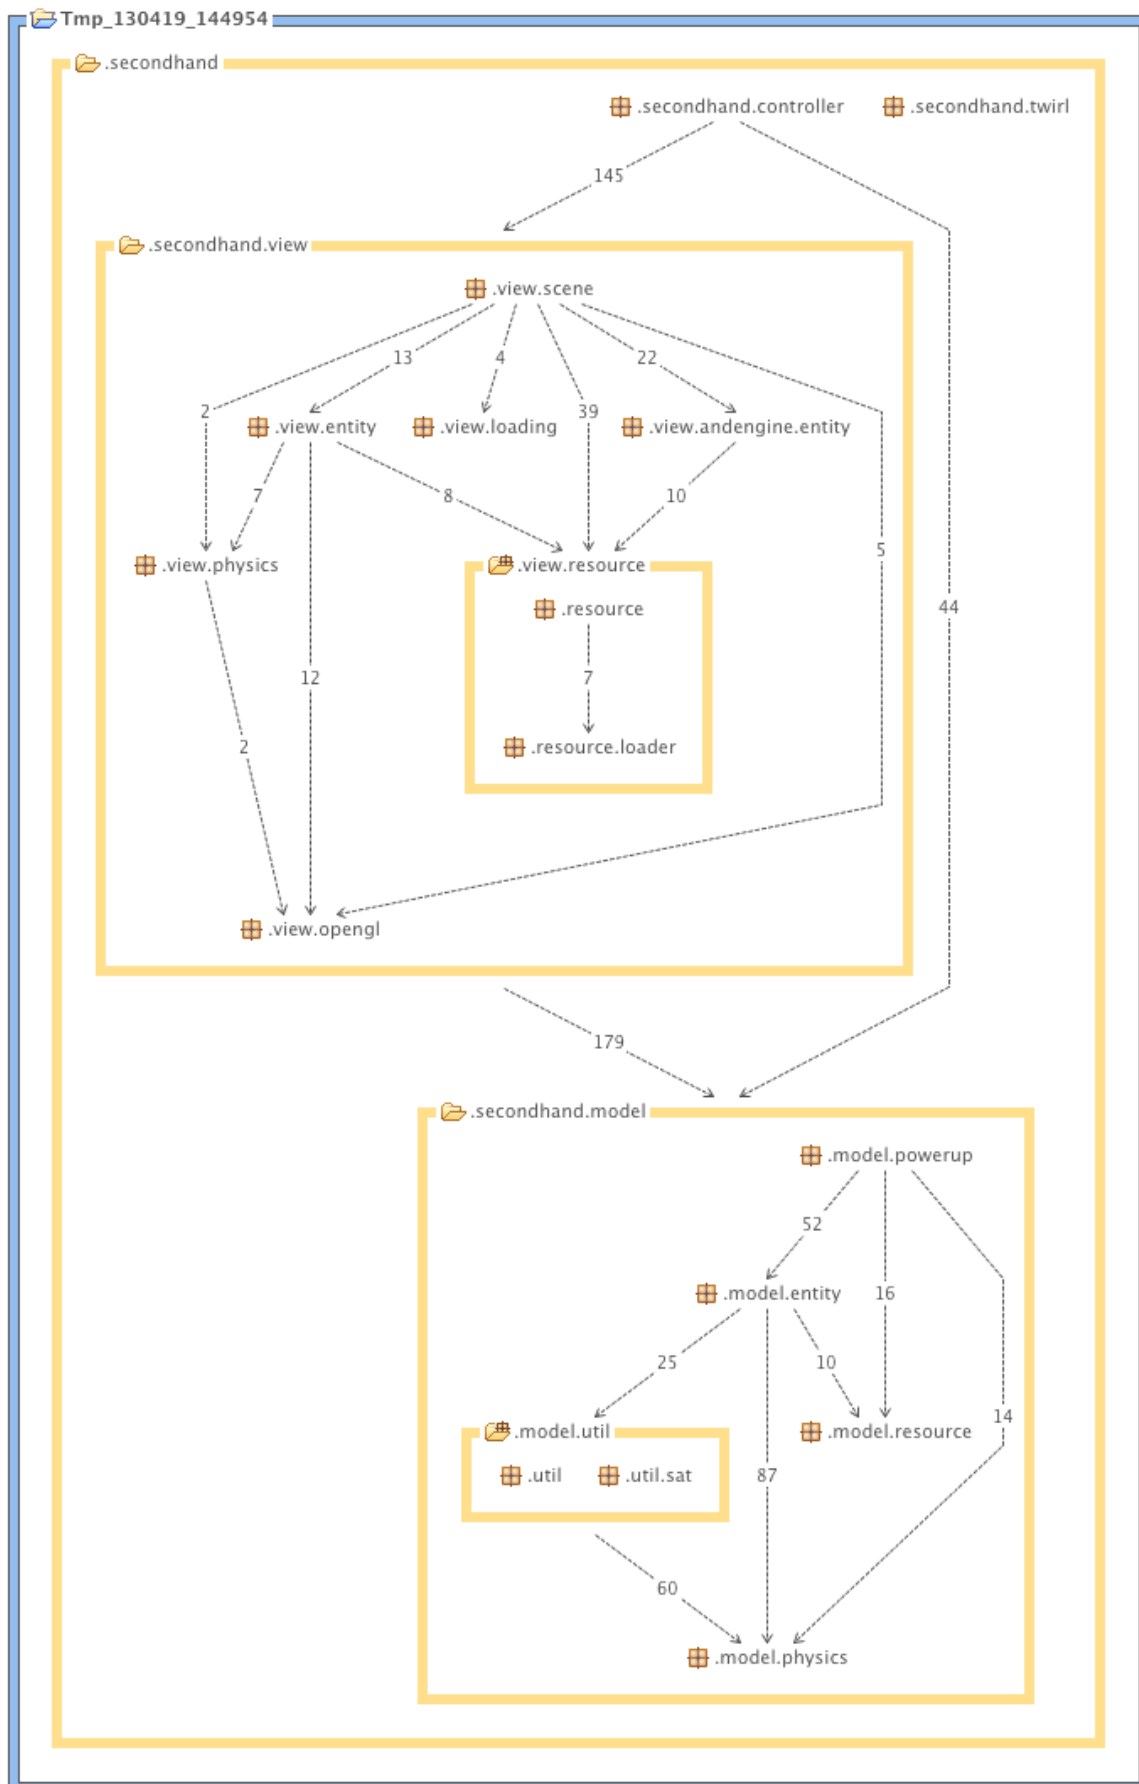 Tmp_130419_144954
.secondhand
.secondhand.controller .secondhand.twirl
145
.secondhand.view
.view.scene
13 4 22
2 39
.view.entity .view.loading .view.andengine.entity
7 8 10
5
.view.physics .view.resource
.resource
44
12 7
2 .resource.loader
.view.opengl
179
.secondhand.model
.model.powerup
52
.model.entity 16
25 10
14
.model.util .model.resource
.util .util.sat 87
60
.model.physics